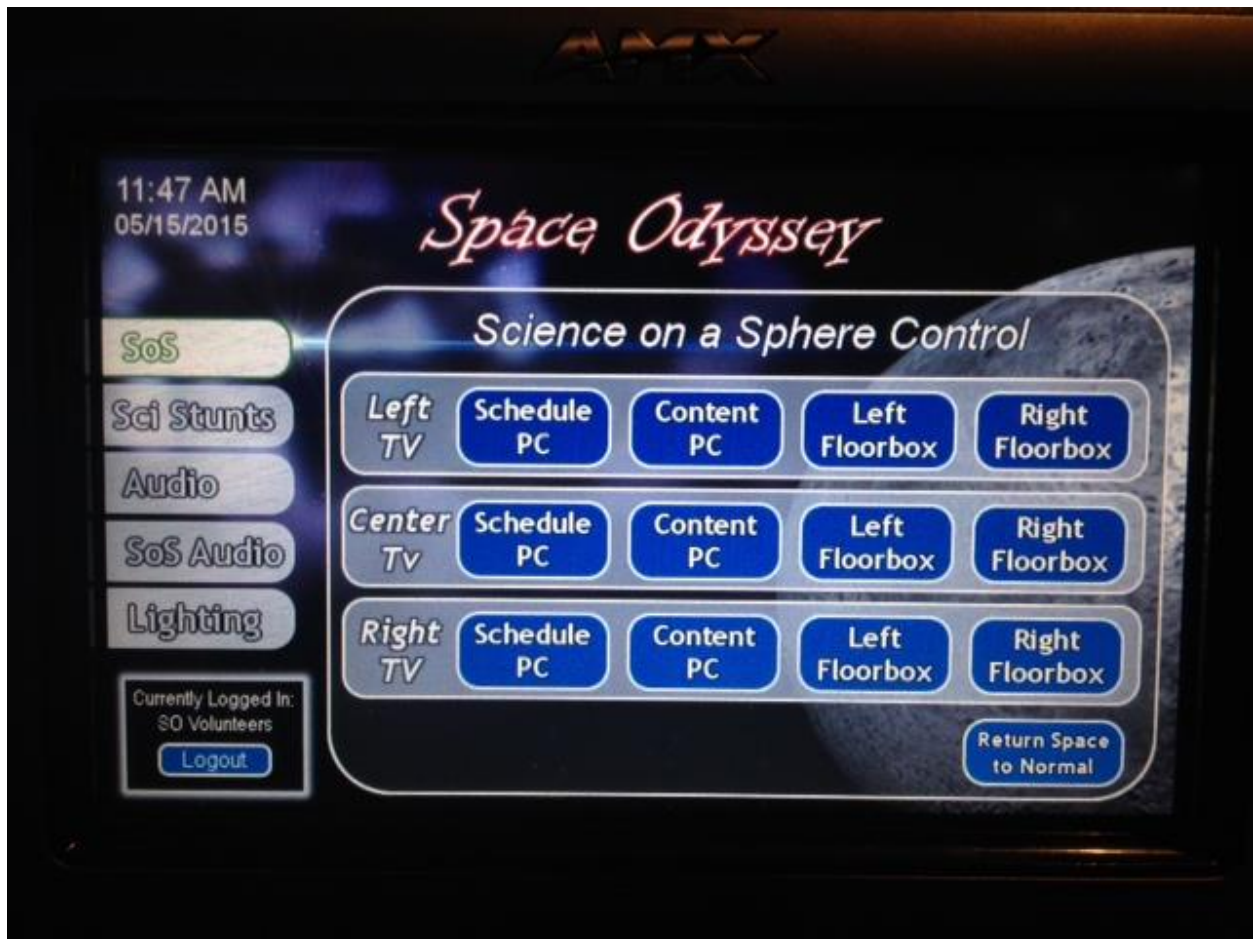 AMX
11:47 AM
05/15/2015
Space Odyssey
SoS
Sci Stunts
Audio
SoS Audio
Lighting
Currently Logged In:
SO Volunteers
Logout
Science on a Sphere Control
Left
TV
Schedule
PC
Content
PC
Left
Floorbox
Right
Floorbox
Center
Tv
Schedule
PC
Content
PC
Left
Floorbox
Right
Floorbox
Right
TV
Schedule
PC
Content
PC
Left
Floorbox
Right
Floorbox
Return Space
to Normal